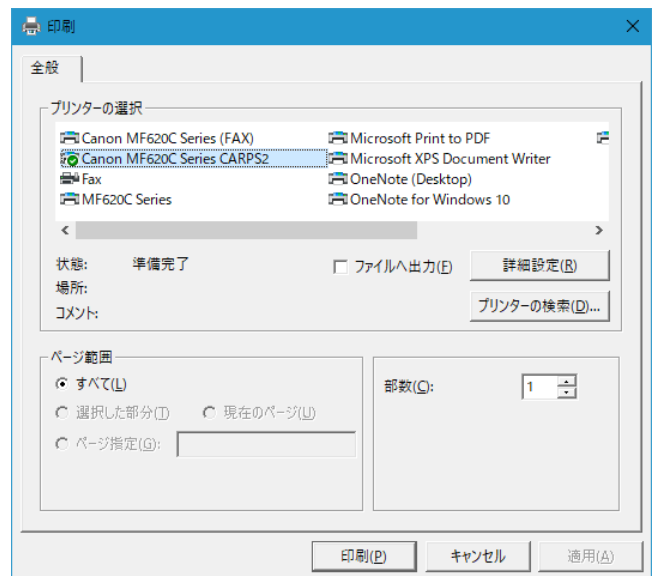 印刷
全般
プリンターの選択
Canon MF620C Series (FAX)
Canon MF620C Series CARPS2
Fax
MF620C Series
Microsoft Print to PDF
Microsoft XPS Document Writer
OneNote (Desktop)
OneNote for Windows 10
状態: 準備完了
場所:
コメント:
ファイルへ出力(F)
詳細設定(R)
プリンターの検索(D)...
ページ範囲
すべて(L)
選択した部分(T) 現在のページ(U)
ページ指定(G):
部数(C): 1
印刷(P) キャンセル 適用(A)